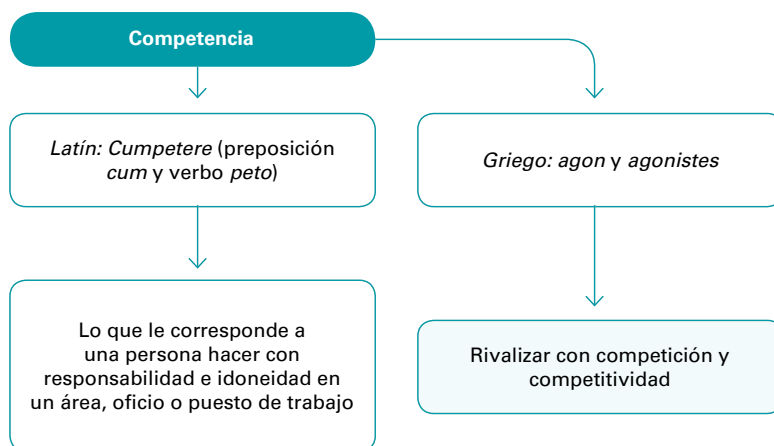 Competencia
Latín: Cumpetere (preposición
cum y verbo peto)
Griego: agon y agonistes
Lo que le corresponde a
una persona hacer con
responsabilidad e idoneidad en
un área, oficio o puesto de trabajo
Rivalizar con competición y
competitividad